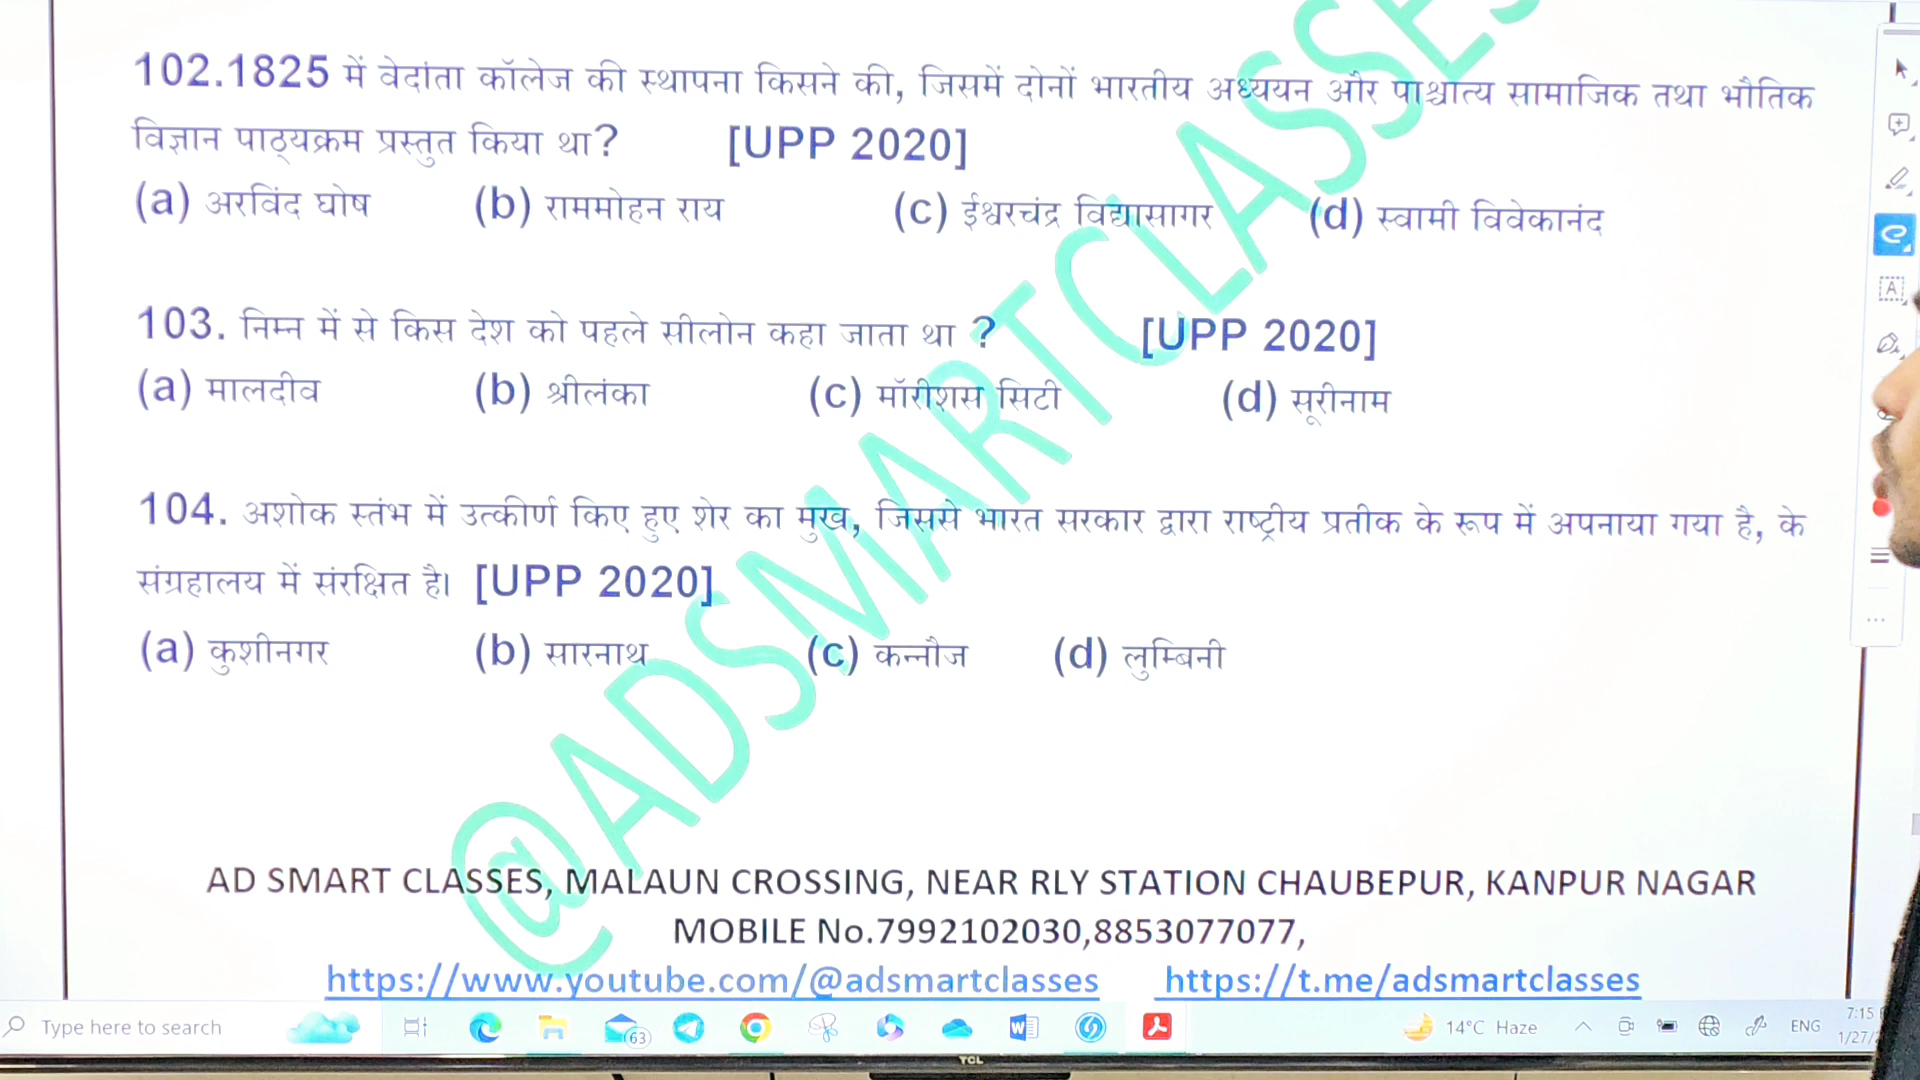 102.1825 में वेदांता कॉलेज की स्थापना किसने की, जिसमें दोनों भारतीय अध्ययन और पाश्चात्य सामाजिक तथा भौतिक
विज्ञान पाठ्यक्रम प्रस्तुत किया था? [UPP 2020]
(a) अरविंद घोष (b) राममोहन राय (c) ईश्वरचंद्र विद्यासागर (d) स्वामी विवेकानंद
103. निम्न में से किस देश को पहले सीलोन कहा जाता था ? [UPP 2020]
(a) मालदीव (b) श्रीलंका (c) मॉरीशस सिटी (d) सूरीनाम
104. अशोक स्तंभ में उत्कीर्ण किए हुए शेर का मुख, जिससे भारत सरकार द्वारा राष्ट्रीय प्रतीक के रूप में अपनाया गया है, के
संग्रहालय में संरक्षित है। [UPP 2020]
(a) कुशीनगर (b) सारनाथ (c) कन्नौज (d) लुम्बिनी
@ADSMARTCLASSES
AD SMART CLASSES, MALAUN CROSSING, NEAR RLY STATION CHAUBEPUR, KANPUR NAGAR
MOBILE No.7992102030,8853077077,
https://www.youtube.com/@adsmartclasses https://t.me/adsmartclasses
Type here to search 63 14°C Haze ENG 7:15
1/27/
TCL